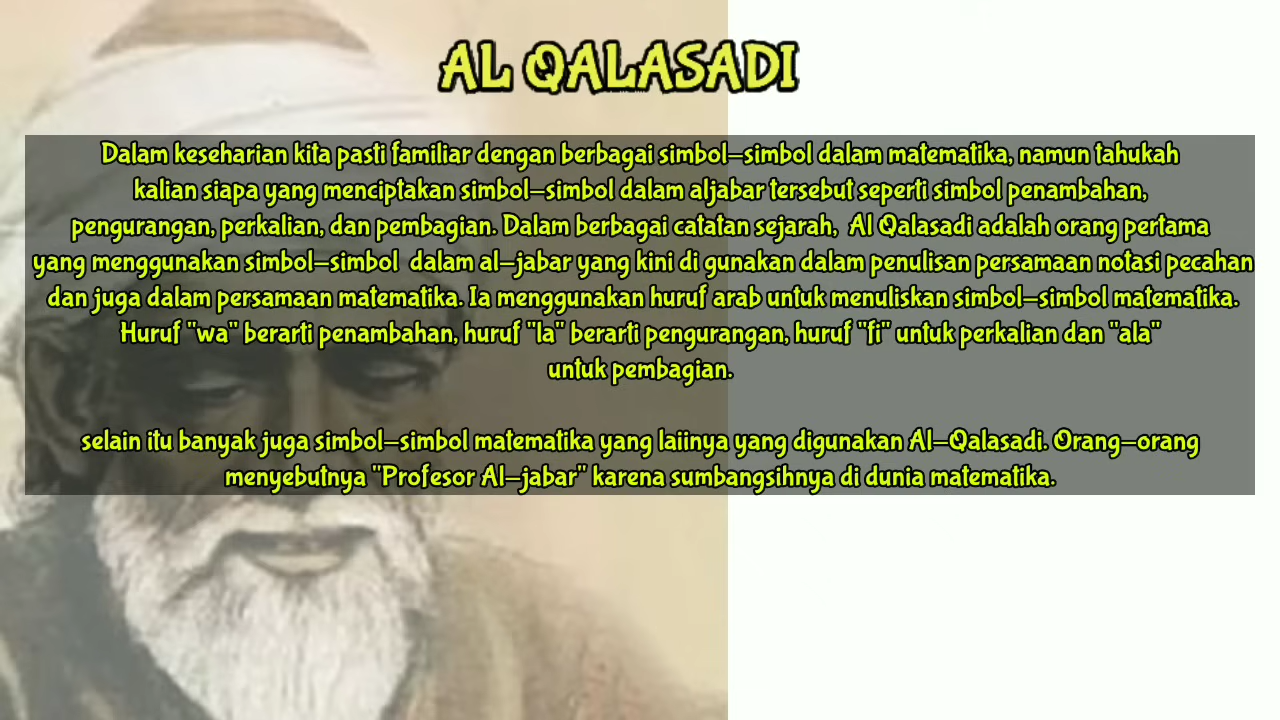 AL QALASADI
Dalam keseharian kita pasti familiar dengan berbagai simbol-simbol dalam matematika, namun tahukah
kalian siapa yang menciptakan simbol-simbol dalam aljabar tersebut seperti simbol penambahan,
pengurangan, perkalian, dan pembagian. Dalam berbagai catatan sejarah,  Al Qalasadi adalah orang pertama
yang menggunakan simbol-simbol  dalam al-jabar yang kini di gunakan dalam penulisan persamaan notasi pecahan
dan juga dalam persamaan matematika. Ia menggunakan huruf arab untuk menuliskan simbol-simbol matematika.
Huruf "wa" berarti penambahan, huruf "la" berarti pengurangan, huruf "fi" untuk perkalian dan "ala"
untuk pembagian.
selain itu banyak juga simbol-simbol matematika yang laiinya yang digunakan Al-Qalasadi. Orang-orang
menyebutnya "Profesor Al-jabar" karena sumbangsihnya di dunia matematika.